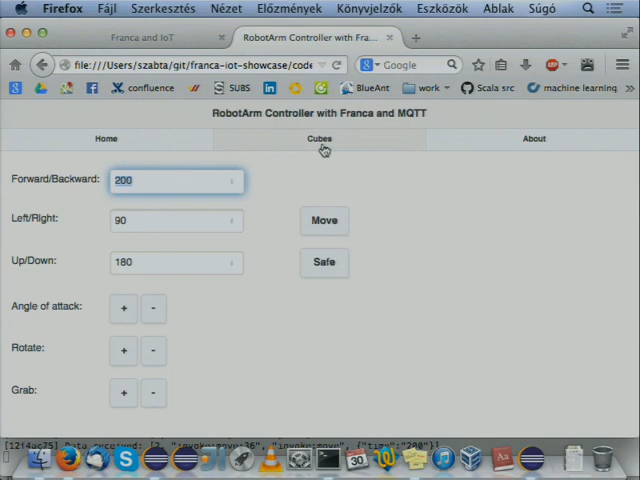 Firefox Fájl Szerkesztés Nézet Előzmények Könyvjelzők Eszközök Ablak Súgó
Franca and IoT
RobotArm Controller with Fra...
file:///Users/szabta/git/franca-iot-showcase/code
Google
confluence
SUBS
BlueAnt
work
Scala src
machine learning
RobotArm Controller with Franca and MQTT
Home
Cubes
About
Forward/Backward: 200
Left/Right: 90 Move
Up/Down: 180 Safe
Angle of attack: + -
Rotate: + -
Grab: + -